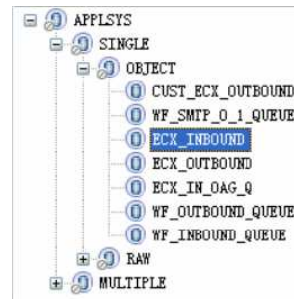 APPLSYS
SINGLE
OBJECT
CUST_ECX_OUTBOUND
WF_SMTP_O_1_QUEUE
ECX_INBOUND
ECX_OUTBOUND
ECX_IN_OAG_Q
WF_OUTBOUND_QUEUE
WF_INBOUND_QUEUE
RAW
MULTIPLE